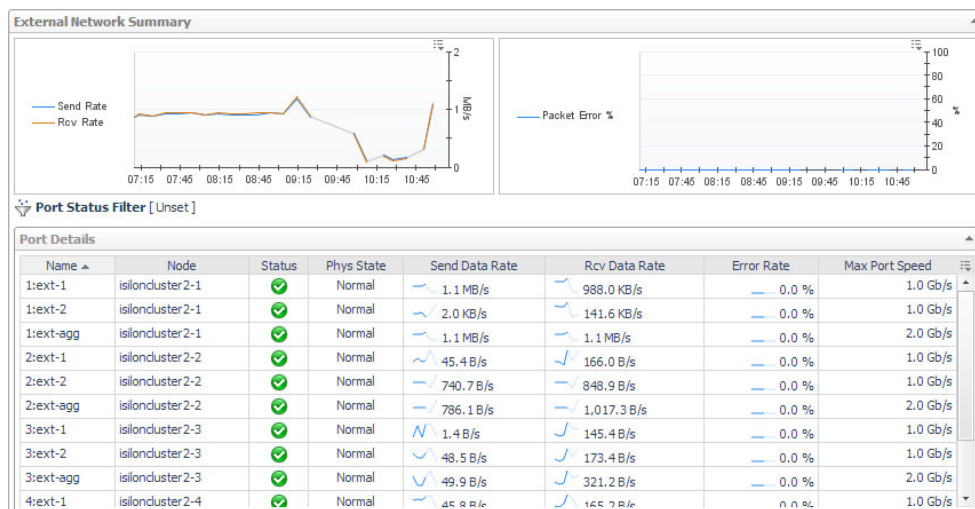 External Network Summary
Send Rate
Rcv Rate
2
1
0
MB/s
07:15 07:45 08:15 08:45 09:15 09:45 10:15 10:45
Packet Error %
100
80
60
40
20
0
%
07:15 07:45 08:15 08:45 09:15 09:45 10:15 10:45
Port Status Filter [ Unset ]
Port Details
Name Node Status Phys State Send Data Rate Rcv Data Rate Error Rate Max Port Speed
1:ext-1 isiloncluster2-1 Normal 1.1 MB/s 988.0 KB/s 0.0 % 1.0 Gb/s
1:ext-2 isiloncluster2-1 Normal 2.0 KB/s 141.6 KB/s 0.0 % 1.0 Gb/s
1:ext-agg isiloncluster2-1 Normal 1.1 MB/s 1.1 MB/s 0.0 % 2.0 Gb/s
2:ext-1 isiloncluster2-2 Normal 45.4 B/s 166.0 B/s 0.0 % 1.0 Gb/s
2:ext-2 isiloncluster2-2 Normal 740.7 B/s 848.9 B/s 0.0 % 1.0 Gb/s
2:ext-agg isiloncluster2-2 Normal 786.1 B/s 1,017.3 B/s 0.0 % 2.0 Gb/s
3:ext-1 isiloncluster2-3 Normal 1.4 B/s 145.4 B/s 0.0 % 1.0 Gb/s
3:ext-2 isiloncluster2-3 Normal 48.5 B/s 173.4 B/s 0.0 % 1.0 Gb/s
3:ext-agg isiloncluster2-3 Normal 49.9 B/s 321.2 B/s 0.0 % 2.0 Gb/s
4:ext-1 isiloncluster2-4 Normal 45.8 B/s 165.2 B/s 0.0 % 1.0 Gb/s